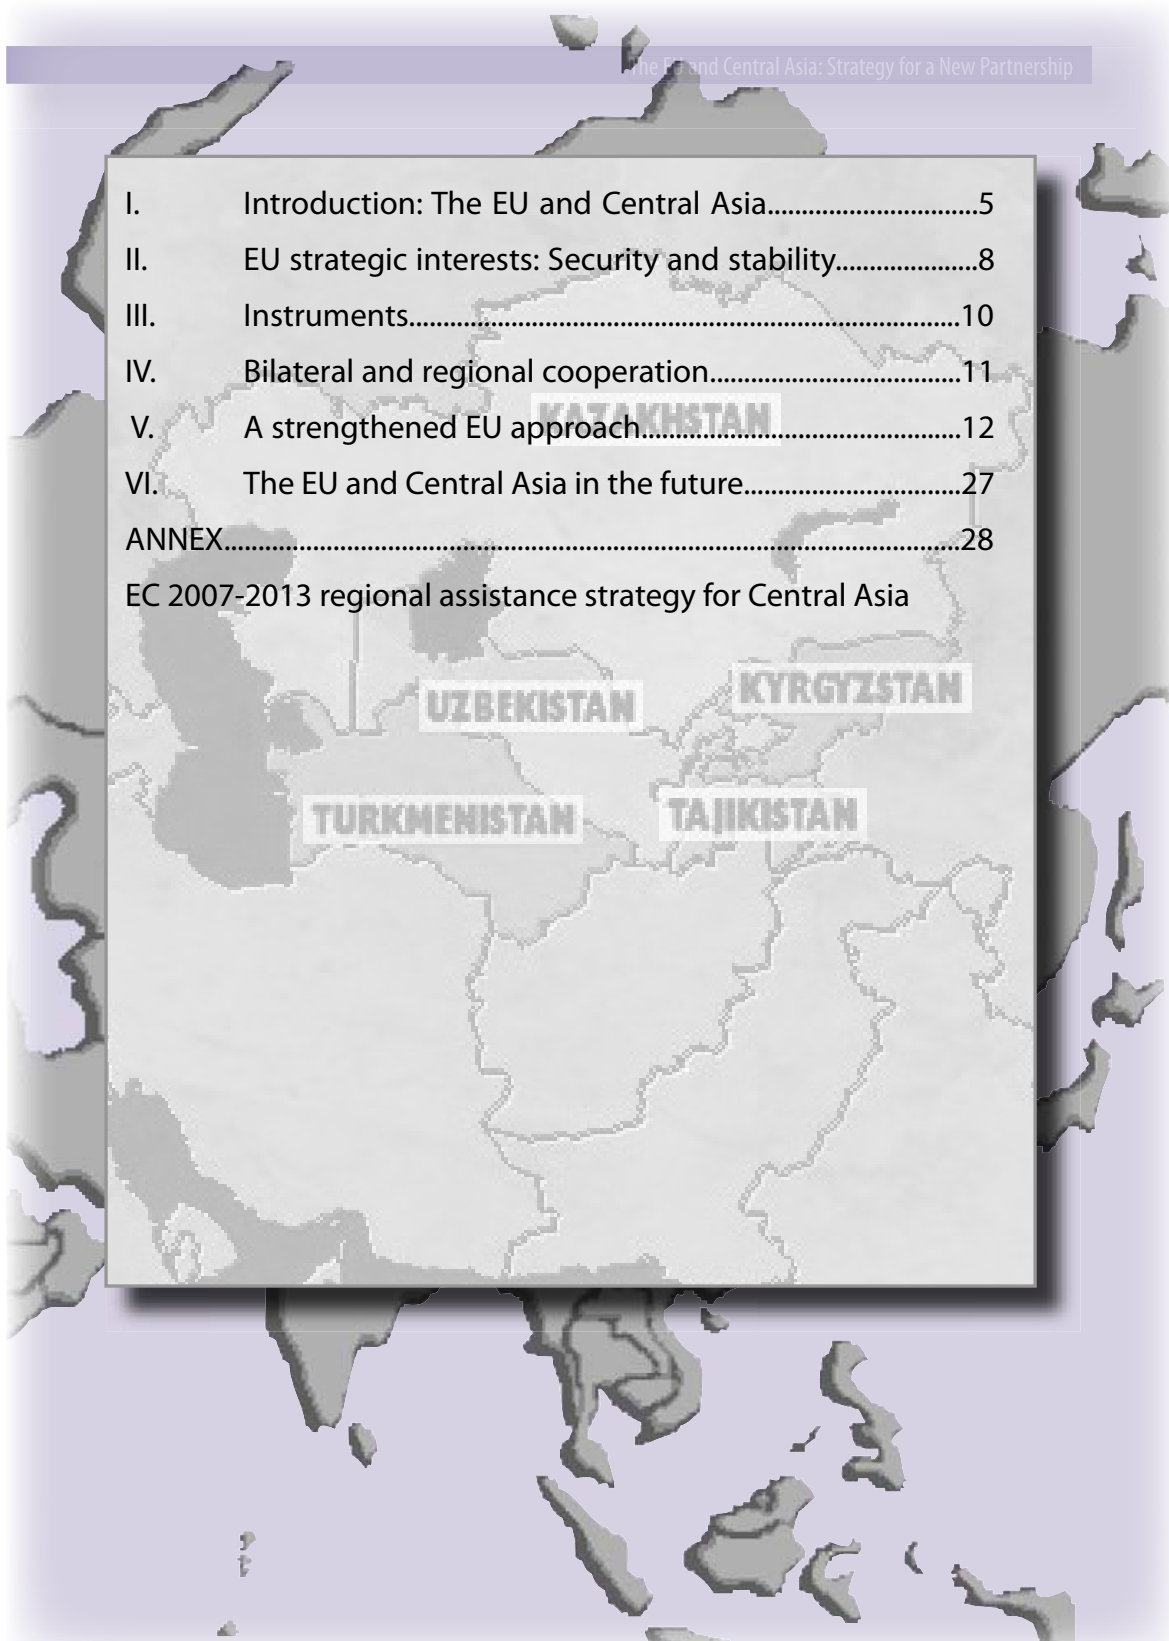 The EU and Central Asia: Strategy for a New Partnership
I. Introduction: The EU and Central Asia...............................5
II. EU strategic interests: Security and stability.....................8
III. Instruments..................................................................................10
IV. Bilateral and regional cooperation.....................................11
V. A strengthened EU approach................................................12
VI. The EU and Central Asia in the future................................27
ANNEX..............................................................................................................28
EC 2007-2013 regional assistance strategy for Central Asia
KAZAKHSTAN
UZBEKISTAN
KYRGYZSTAN
TURKMENISTAN
TAJIKISTAN